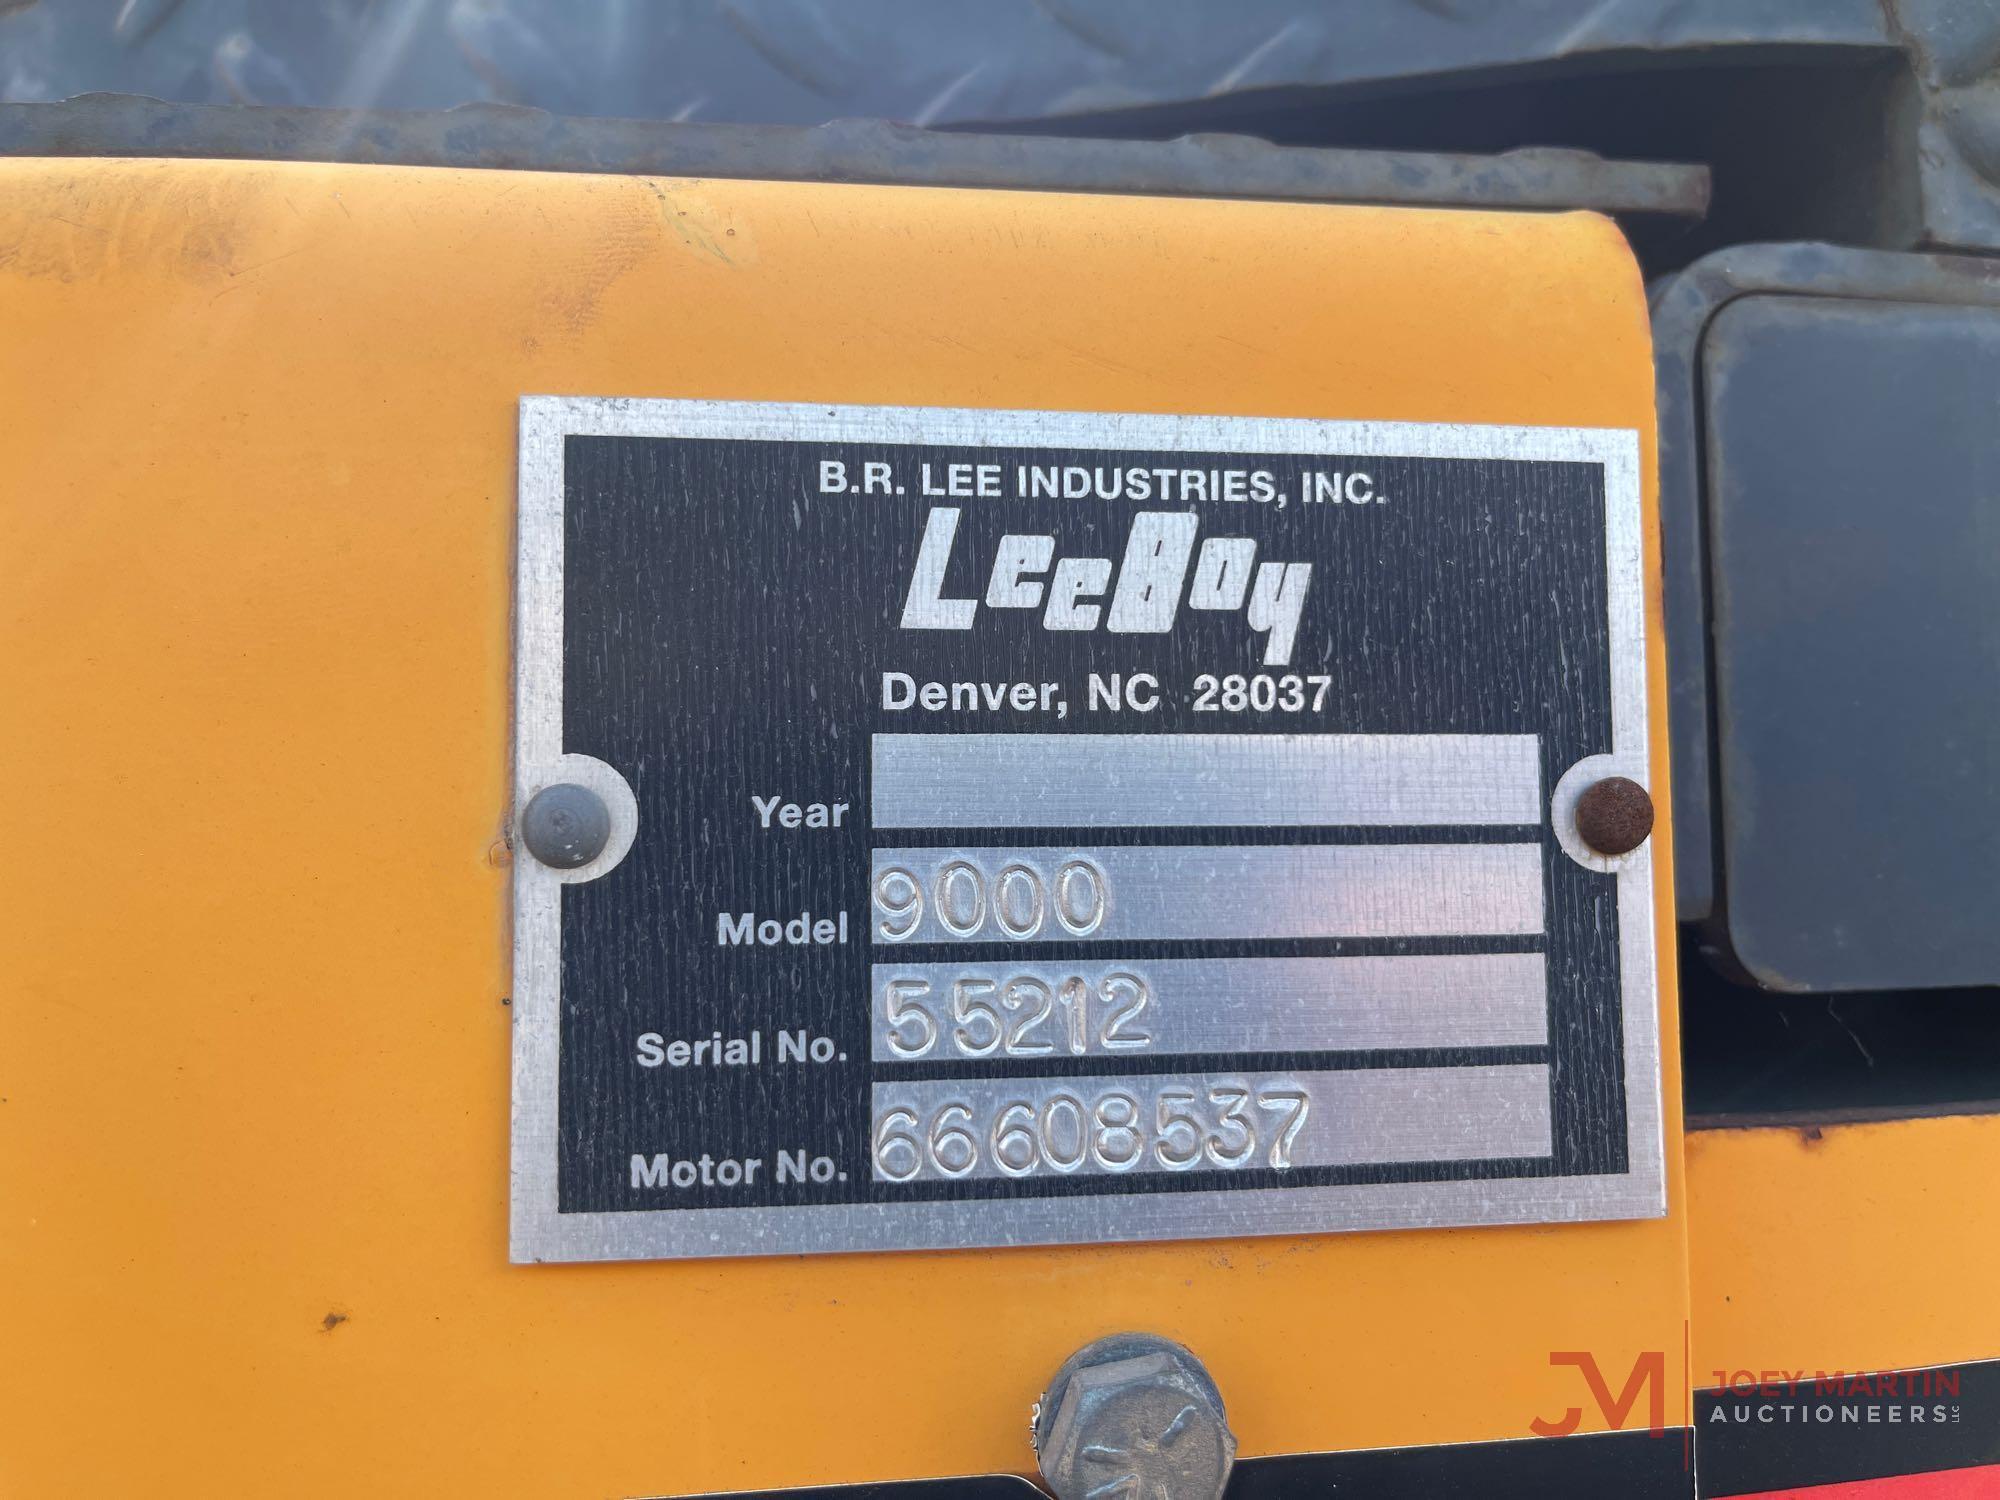 B.R. LEE INDUSTRIES, INC.
LeeBoy
Denver, NC 28037
Year
Model 9000
Serial No. 55212
Motor No. 66608537
JM JOEY MARTIN
AUCTIONEERS LLC